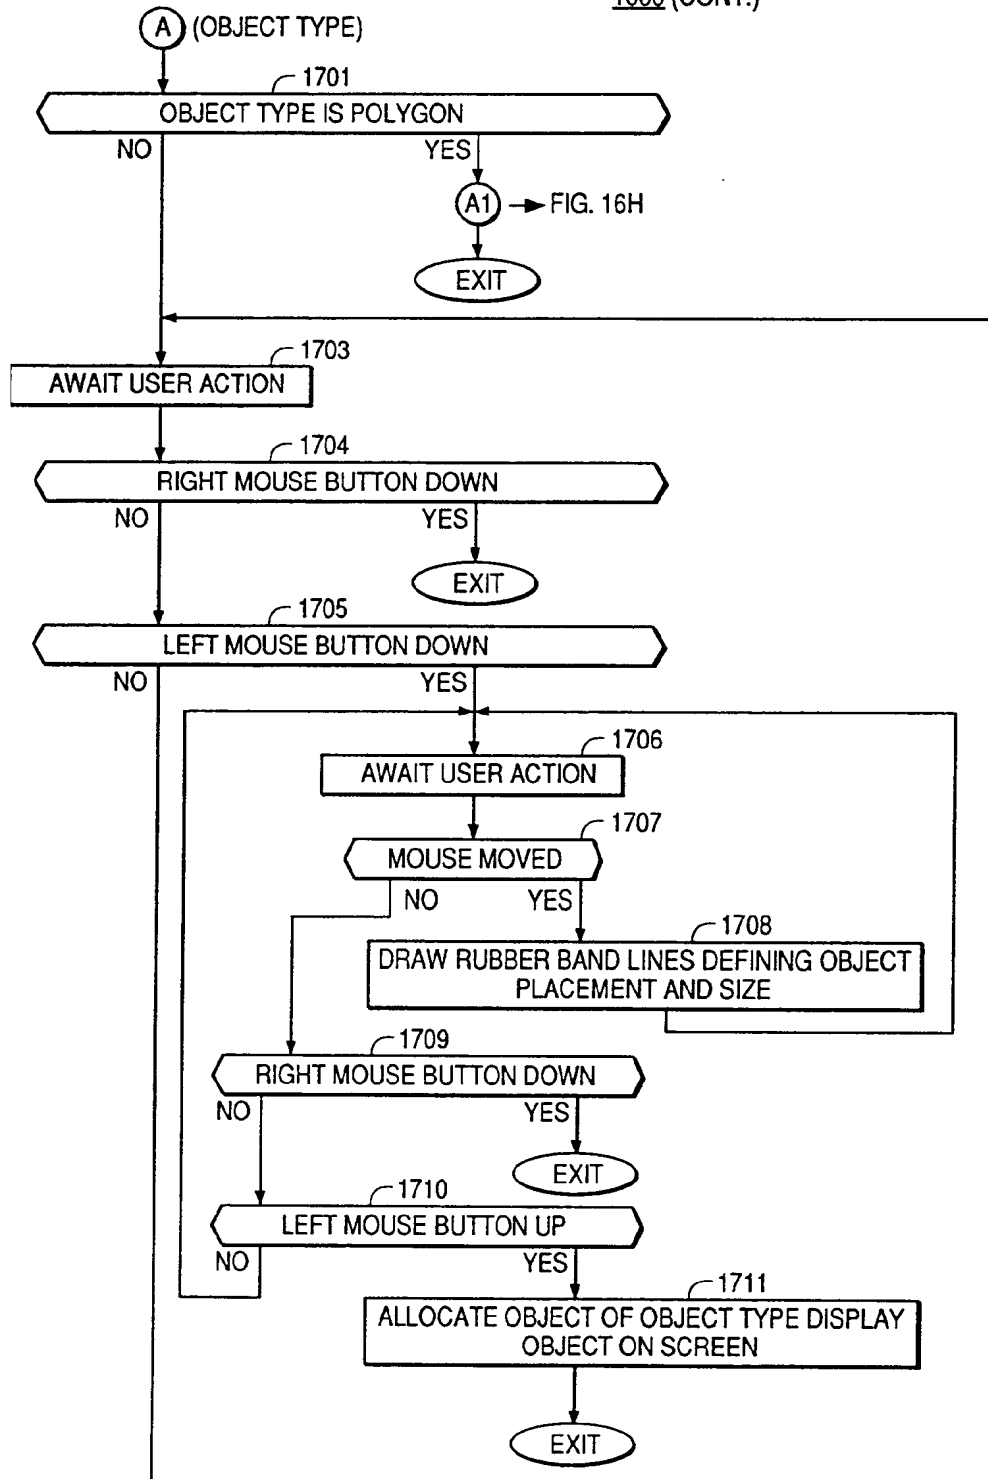 (CONT.)
A (OBJECT TYPE)
1701
OBJECT TYPE IS POLYGON
NO YES
A1 FIG. 16H
EXIT
1703
AWAIT USER ACTION
1704
RIGHT MOUSE BUTTON DOWN
NO YES
EXIT
1705
LEFT MOUSE BUTTON DOWN
NO YES
1706
AWAIT USER ACTION
1707
MOUSE MOVED
NO YES
1708
DRAW RUBBER BAND LINES DEFINING OBJECT
PLACEMENT AND SIZE
1709
RIGHT MOUSE BUTTON DOWN
NO YES
EXIT
1710
LEFT MOUSE BUTTON UP
NO YES
1711
ALLOCATE OBJECT OF OBJECT TYPE DISPLAY
OBJECT ON SCREEN
EXIT